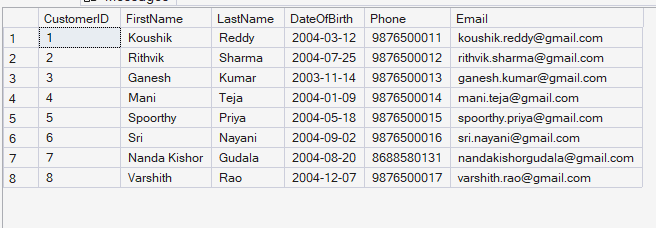 Messages
CustomerID FirstName LastName DateOfBirth Phone Email
1 1 Koushik Reddy 2004-03-12 9876500011 koushik.reddy@gmail.com
2 2 Rithvik Sharma 2004-07-25 9876500012 rithvik.sharma@gmail.com
3 3 Ganesh Kumar 2003-11-14 9876500013 ganesh.kumar@gmail.com
4 4 Mani Teja 2004-01-09 9876500014 mani.teja@gmail.com
5 5 Spoorthy Priya 2004-05-18 9876500015 spoorthy.priya@gmail.com
6 6 Sri Nayani 2004-09-02 9876500016 sri.nayani@gmail.com
7 7 Nanda Kishor Gudala 2004-08-20 8688580131 nandakishorgudala@gmail.com
8 8 Varshith Rao 2004-12-07 9876500017 varshith.rao@gmail.com